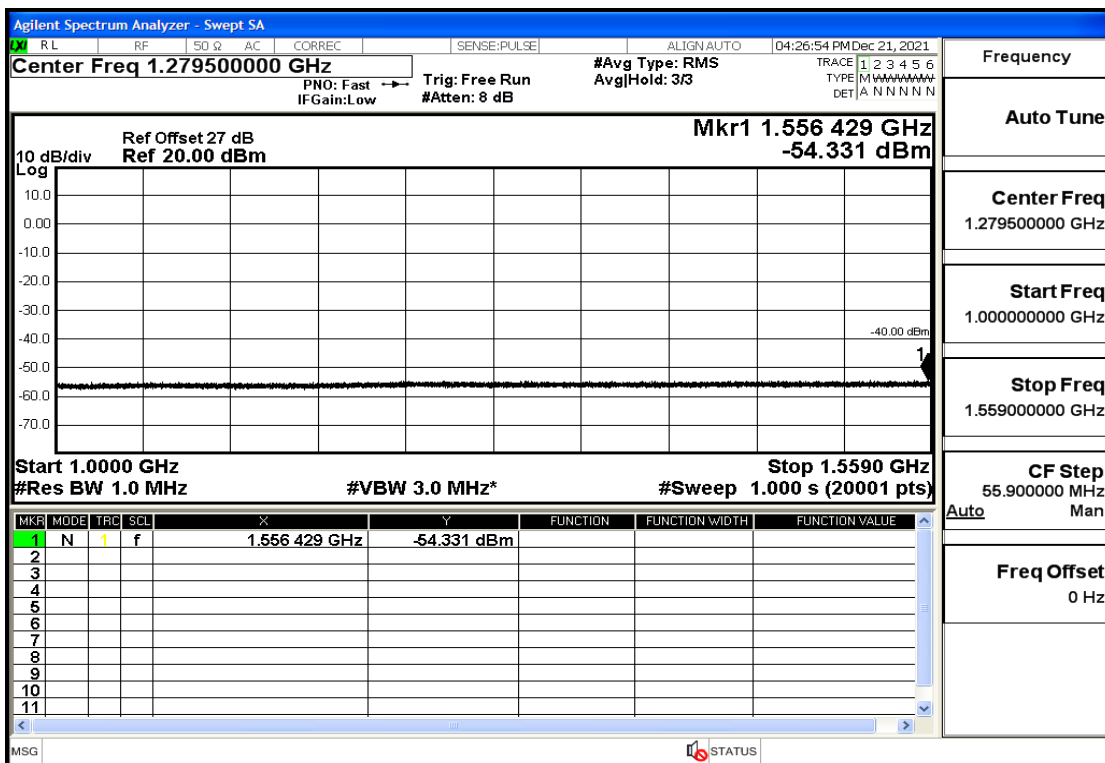 Agilent Spectrum Analyzer - Swept SA
LXI RL RF 50 Ω AC CORREC SENSE:PULSE ALIGN AUTO 04:26:54 PM Dec 21, 2021
Center Freq 1.279500000 GHz
PNO: Fast
IFGain:Low
Trig: Free Run
#Atten: 8 dB
#Avg Type: RMS
Avg|Hold: 3/3
TRACE 1 2 3 4 5 6
TYPE M W W W W W
DET A N N N N N
Ref Offset 27 dB
10 dB/div Ref 20.00 dBm
Log
Mkr1 1.556 429 GHz
-54.331 dBm
10.0
0.00
-10.0
-20.0
-30.0
-40.0
-50.0
-60.0
-70.0
-40.00 dBm
1
Start 1.0000 GHz Stop 1.5590 GHz
#Res BW 1.0 MHz #VBW 3.0 MHz* #Sweep 1.000 s (20001 pts)
MKR MODE TRC SCL X Y FUNCTION FUNCTION WIDTH FUNCTION VALUE
1 N 1 f 1.556 429 GHz -54.331 dBm
2
3
4
5
6
7
8
9
10
11
MSG STATUS
Frequency
Auto Tune
Center Freq
1.279500000 GHz
Start Freq
1.000000000 GHz
Stop Freq
1.559000000 GHz
CF Step
55.900000 MHz
Auto Man
Freq Offset
0 Hz